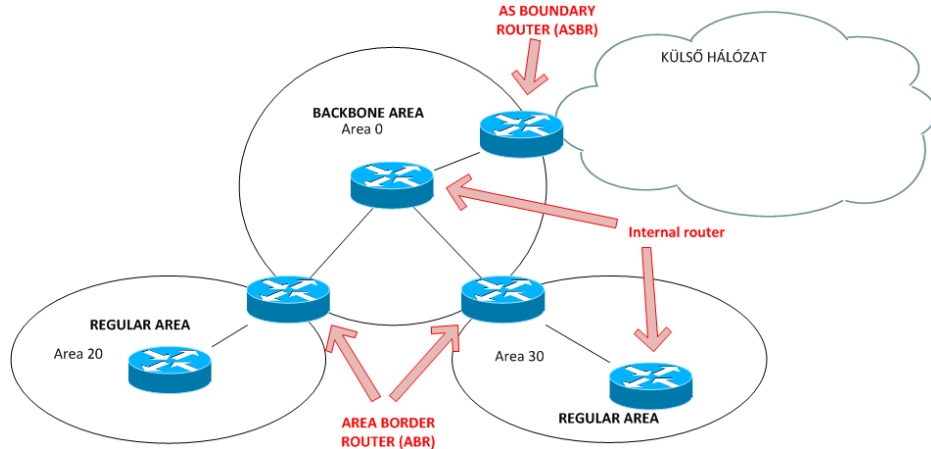 AS BOUNDARY
ROUTER (ASBR)
KÜLSŐ HÁLÓZAT
BACKBONE AREA
Area 0
Internal router
REGULAR AREA
Area 20
Area 30
REGULAR AREA
AREA BORDER
ROUTER (ABR)